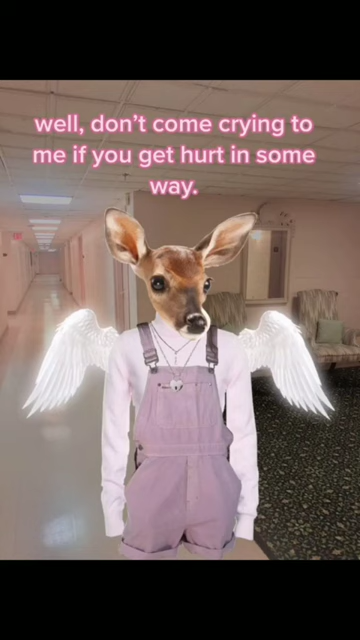 well, don't come crying to
me if you get hurt in some
way.